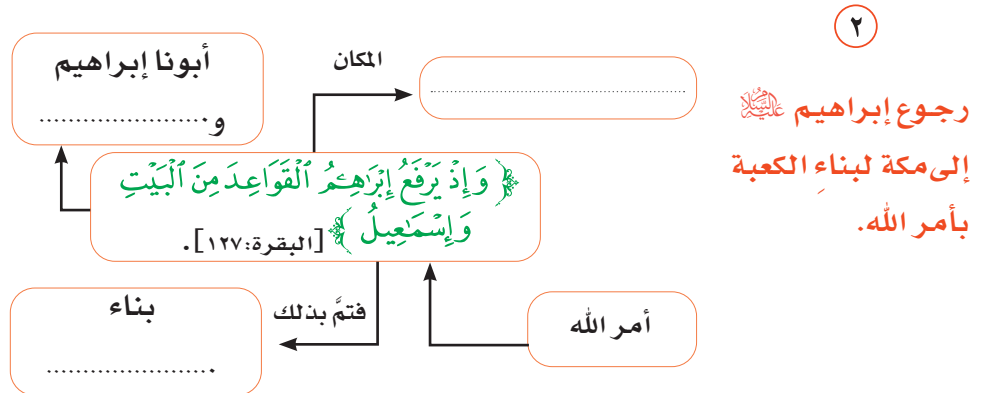 ٢
رجوع إبراهيم عليه السلام
إلى مكة لبناءِ الكعبة
بأمر الله.
المكان
................................................
أبونا إبراهيم
و......................
﴿ وَإِذْ يَرْفَعُ إِبْرَٰهِـۧمُ ٱلْقَوَاعِدَ مِنَ ٱلْبَيْتِ
وَإِسْمَٰعِيلُ ﴾ [البقرة:١٢٧].
أمر الله
فتمَّ بذلك
بناء
.......................